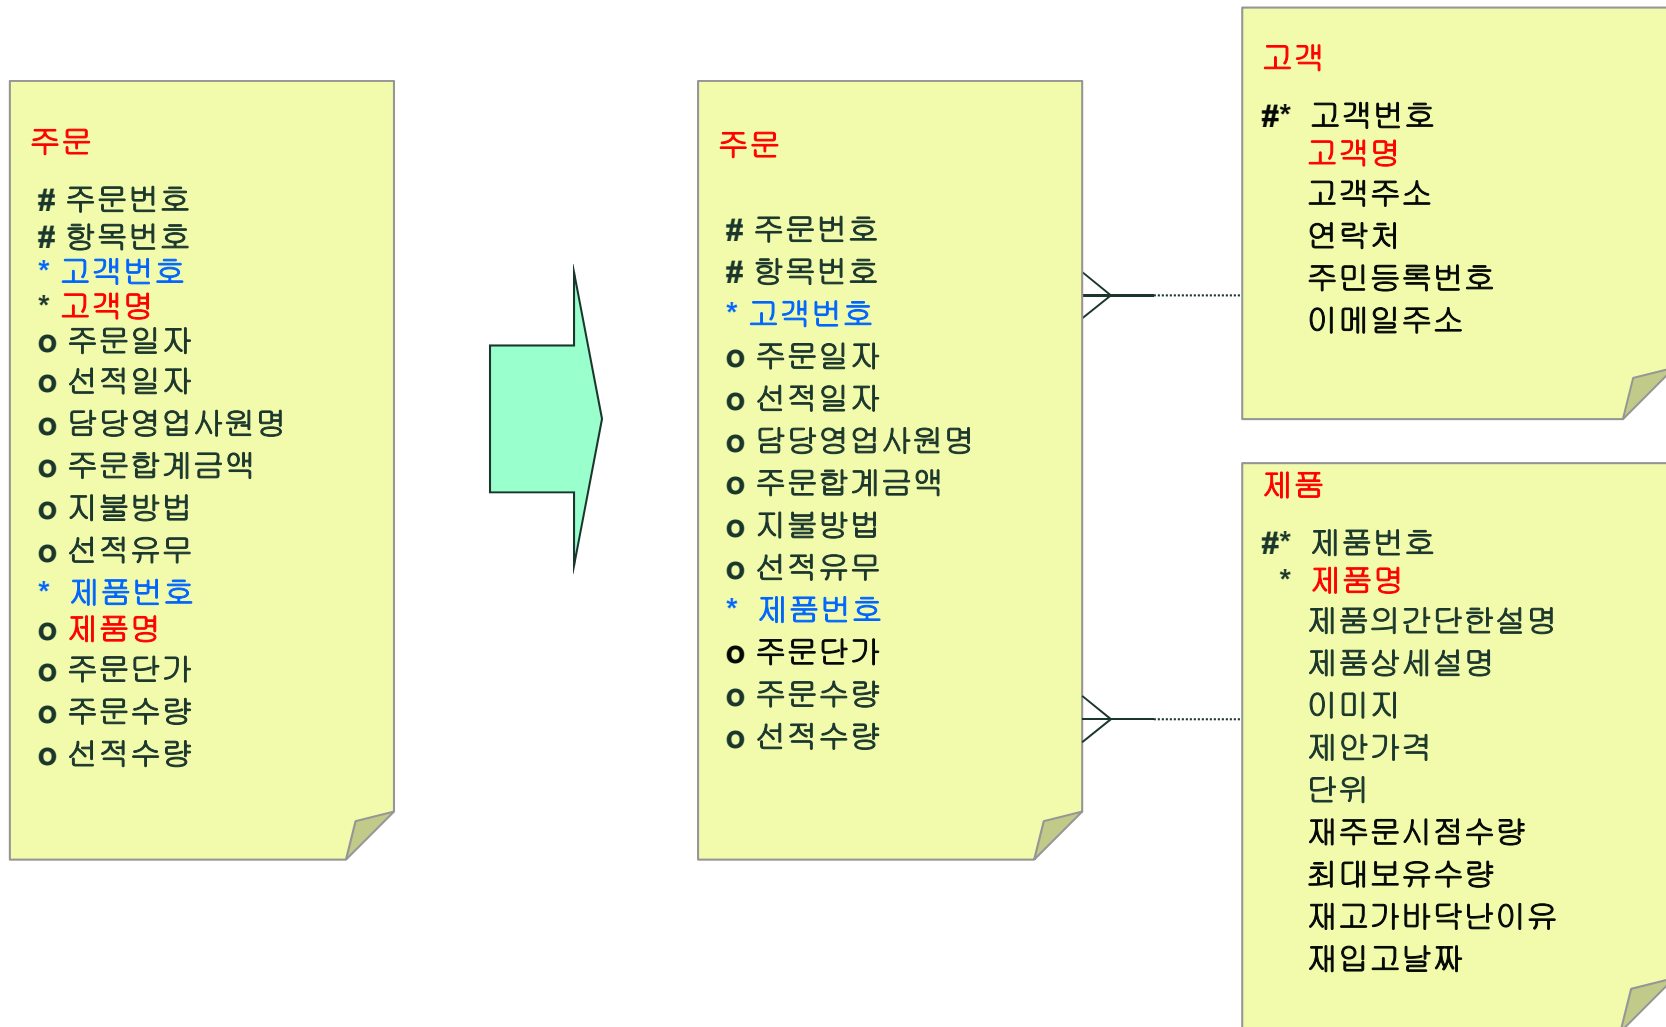 주문
# 주문번호
# 항목번호
* 고객번호
* 고객명
o 주문일자
o 선적일자
o 담당영업사원명
o 주문합계금액
o 지불방법
o 선적유무
* 제품번호
o 제품명
o 주문단가
o 주문수량
o 선적수량
주문
# 주문번호
# 항목번호
* 고객번호
o 주문일자
o 선적일자
o 담당영업사원명
o 주문합계금액
o 지불방법
o 선적유무
* 제품번호
o 주문단가
o 주문수량
o 선적수량
고객
#* 고객번호
고객명
고객주소
연락처
주민등록번호
이메일주소
제품
#* 제품번호
* 제품명
제품의간단한설명
제품상세설명
이미지
제안가격
단위
재주문시점수량
최대보유수량
재고가바닥난이유
재입고날짜